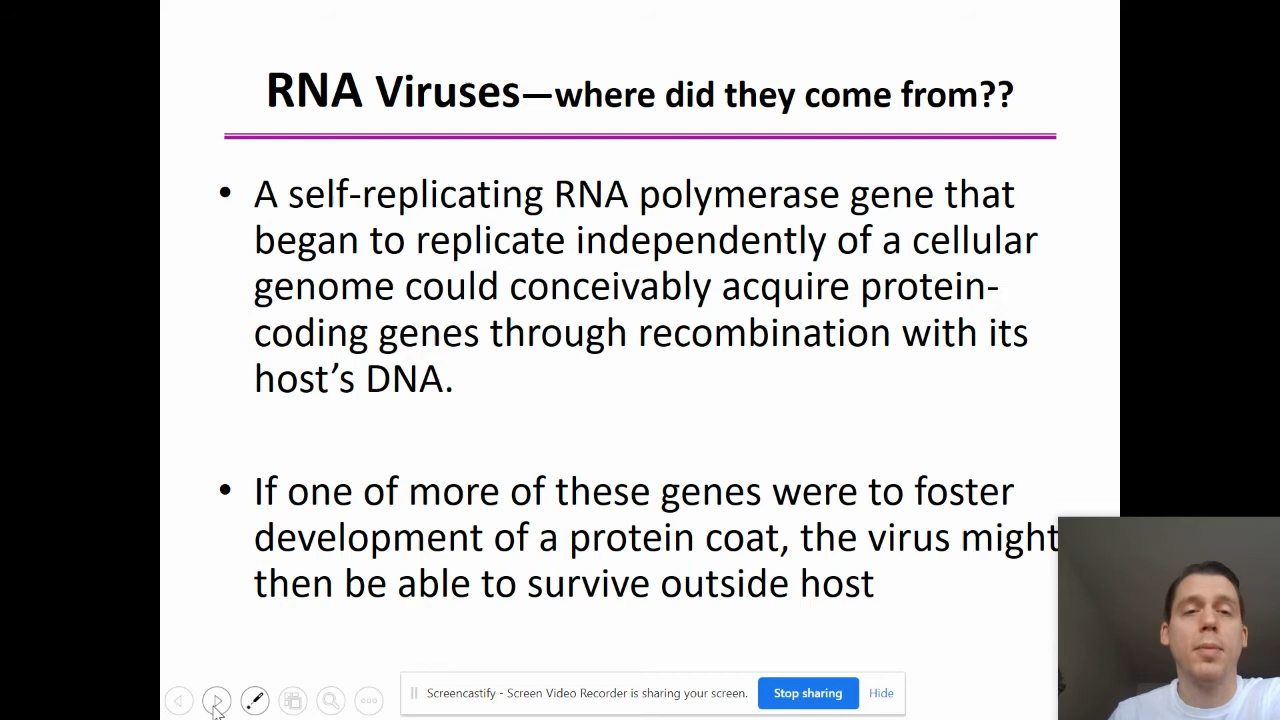 RNA Viruses—where did they come from??
• A self-replicating RNA polymerase gene that
began to replicate independently of a cellular
genome could conceivably acquire protein-
coding genes through recombination with its
host’s DNA.
• If one of more of these genes were to foster
development of a protein coat, the virus might
then be able to survive outside host
Screencastify - Screen Video Recorder is sharing your screen. Stop sharing Hide